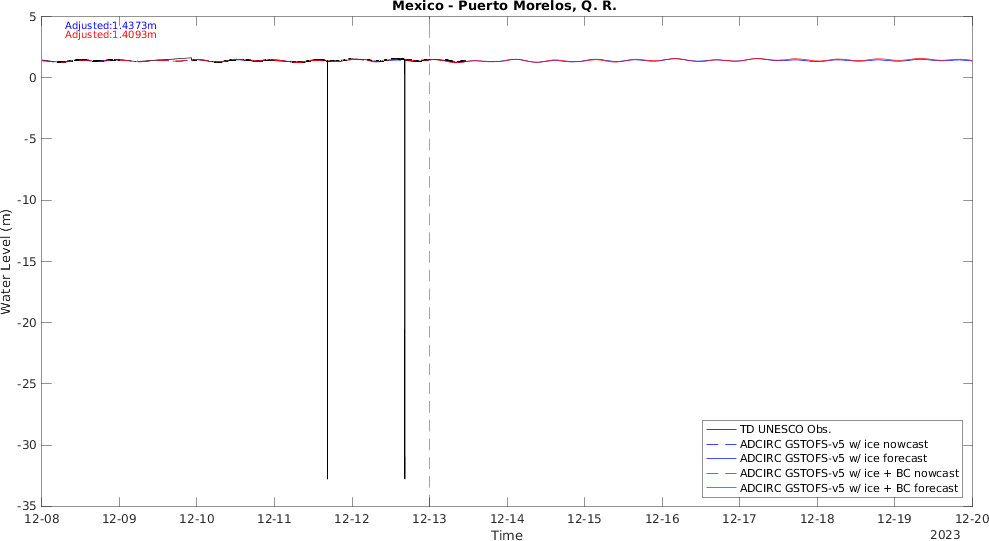 Mexico - Puerto Morelos, Q. R.
Adjusted:1.4373m
Adjusted:1.4093m
5
0
-5
-10
-15
-20
-25
-30
-35
Water Level (m)
TD UNESCO Obs.
ADCIRC GSTOFS-v5 w/ ice nowcast
ADCIRC GSTOFS-v5 w/ ice forecast
ADCIRC GSTOFS-v5 w/ ice + BC nowcast
ADCIRC GSTOFS-v5 w/ ice + BC forecast
12-08 12-09 12-10 12-11 12-12 12-13 12-14 12-15 12-16 12-17 12-18 12-19 12-20
Time
2023